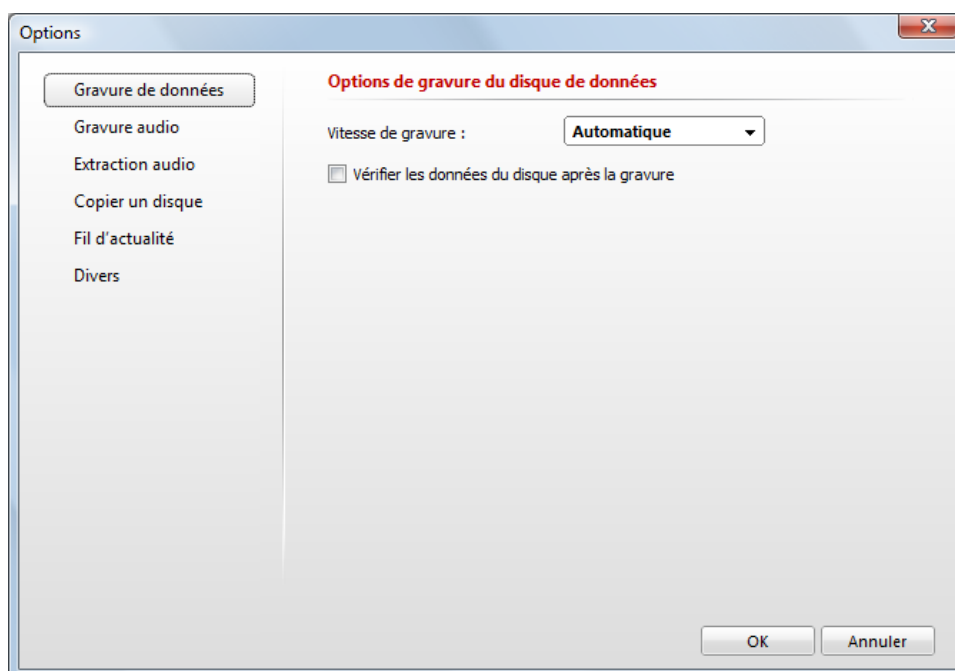 Options
Gravure de données
Gravure audio
Extraction audio
Copier un disque
Fil d'actualité
Divers
Options de gravure du disque de données
Vitesse de gravure : Automatique
Vérifier les données du disque après la gravure
OK Annuler